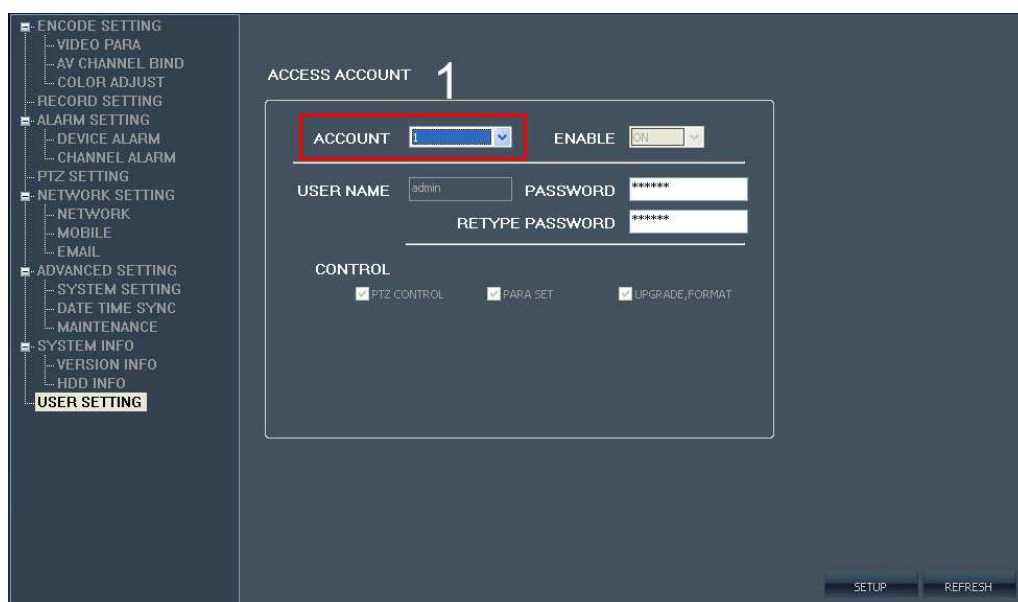 ENCODE SETTING
VIDEO PARA
AV CHANNEL BIND
COLOR ADJUST
RECORD SETTING
ALARM SETTING
DEVICE ALARM
CHANNEL ALARM
PTZ SETTING
NETWORK SETTING
NETWORK
MOBILE
EMAIL
ADVANCED SETTING
SYSTEM SETTING
DATE TIME SYNC
MAINTENANCE
SYSTEM INFO
VERSION INFO
HDD INFO
USER SETTING
ACCESS ACCOUNT 1
ACCOUNT 1 ENABLE ON
USER NAME admin PASSWORD ******
RETYPE PASSWORD ******
CONTROL
PTZ CONTROL PARA SET UPGRADE,FORMAT
SETUP REFRESH